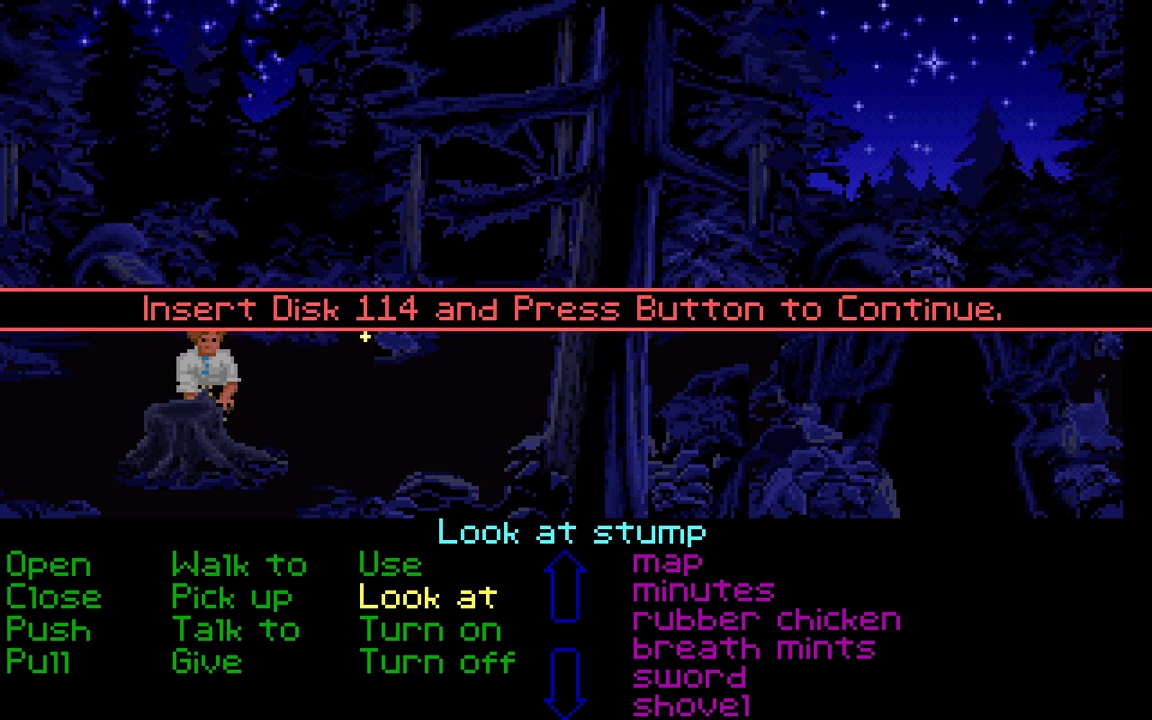 Insert Disk 114 and Press Button to Continue.
Look at stump
Open Walk to Use
Close Pick up Look at
Push Talk to Turn on
Pull Give Turn off
map
minutes
rubber chicken
breath mints
sword
shovel